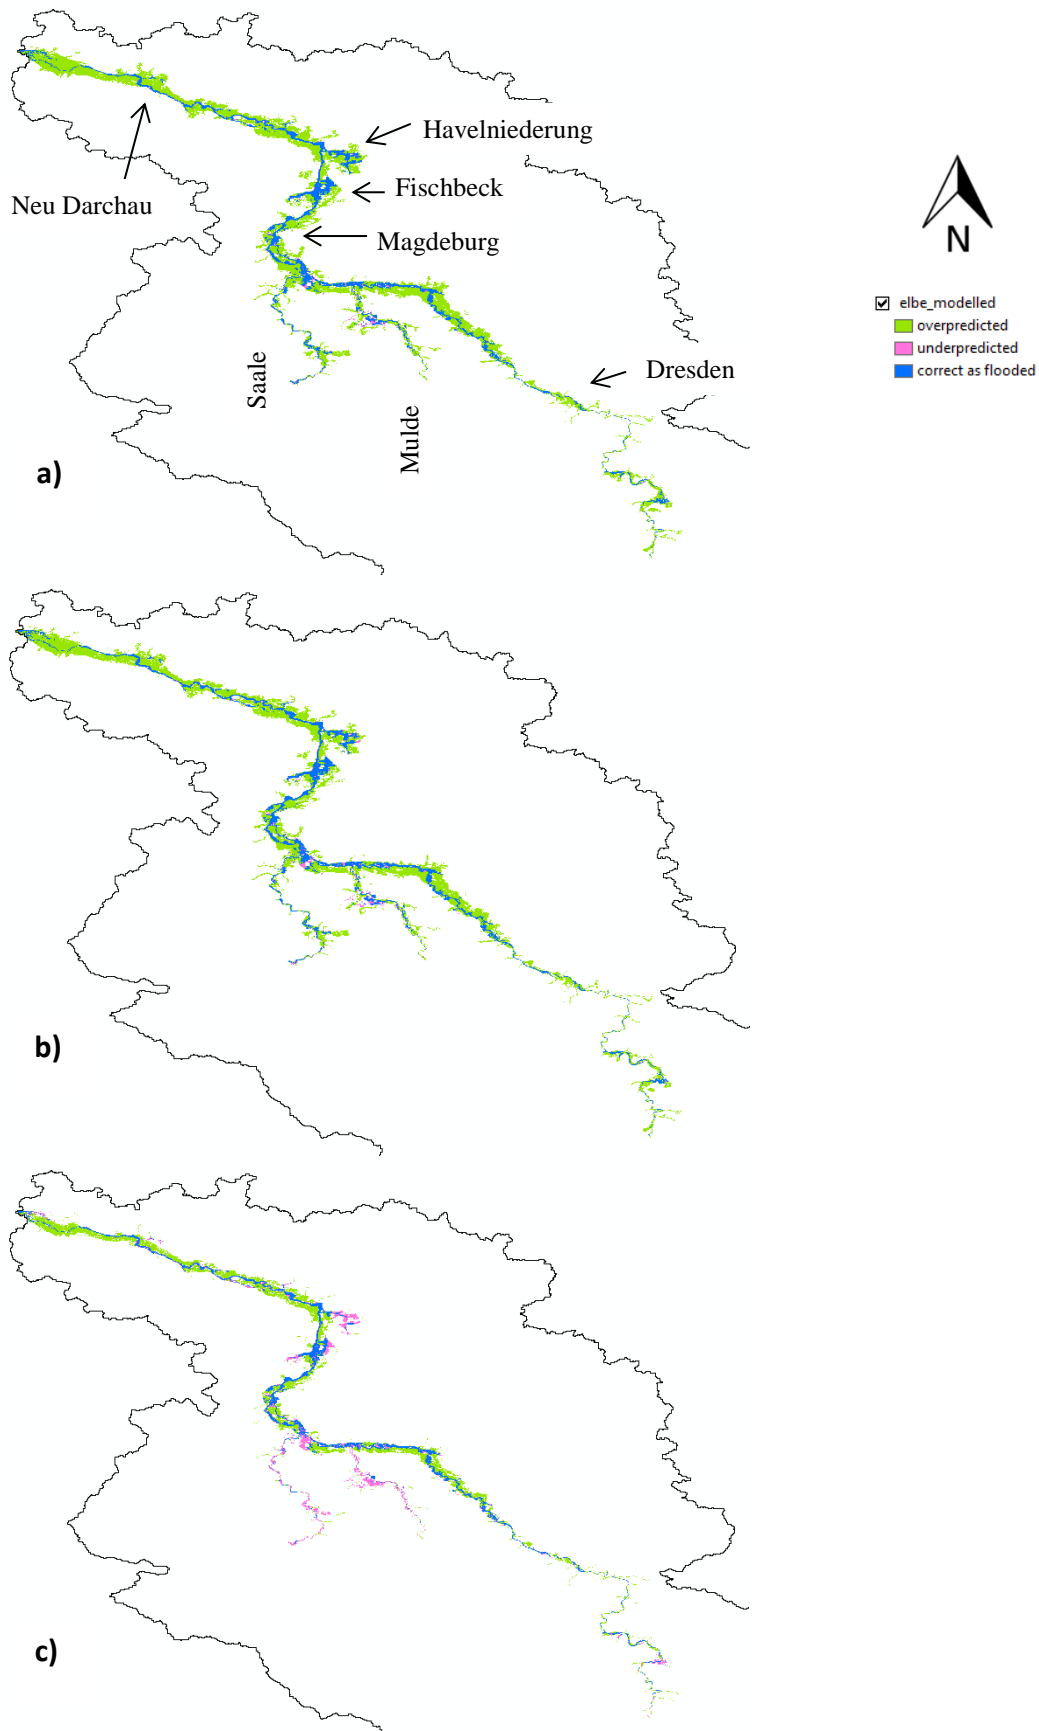 Havelniederung
Fischbeck
Neu Darchau
Magdeburg
N
elbe_modelled
overpredicted
underpredicted
correct as flooded
Dresden
Saale
Mulde
a)
b)
c)